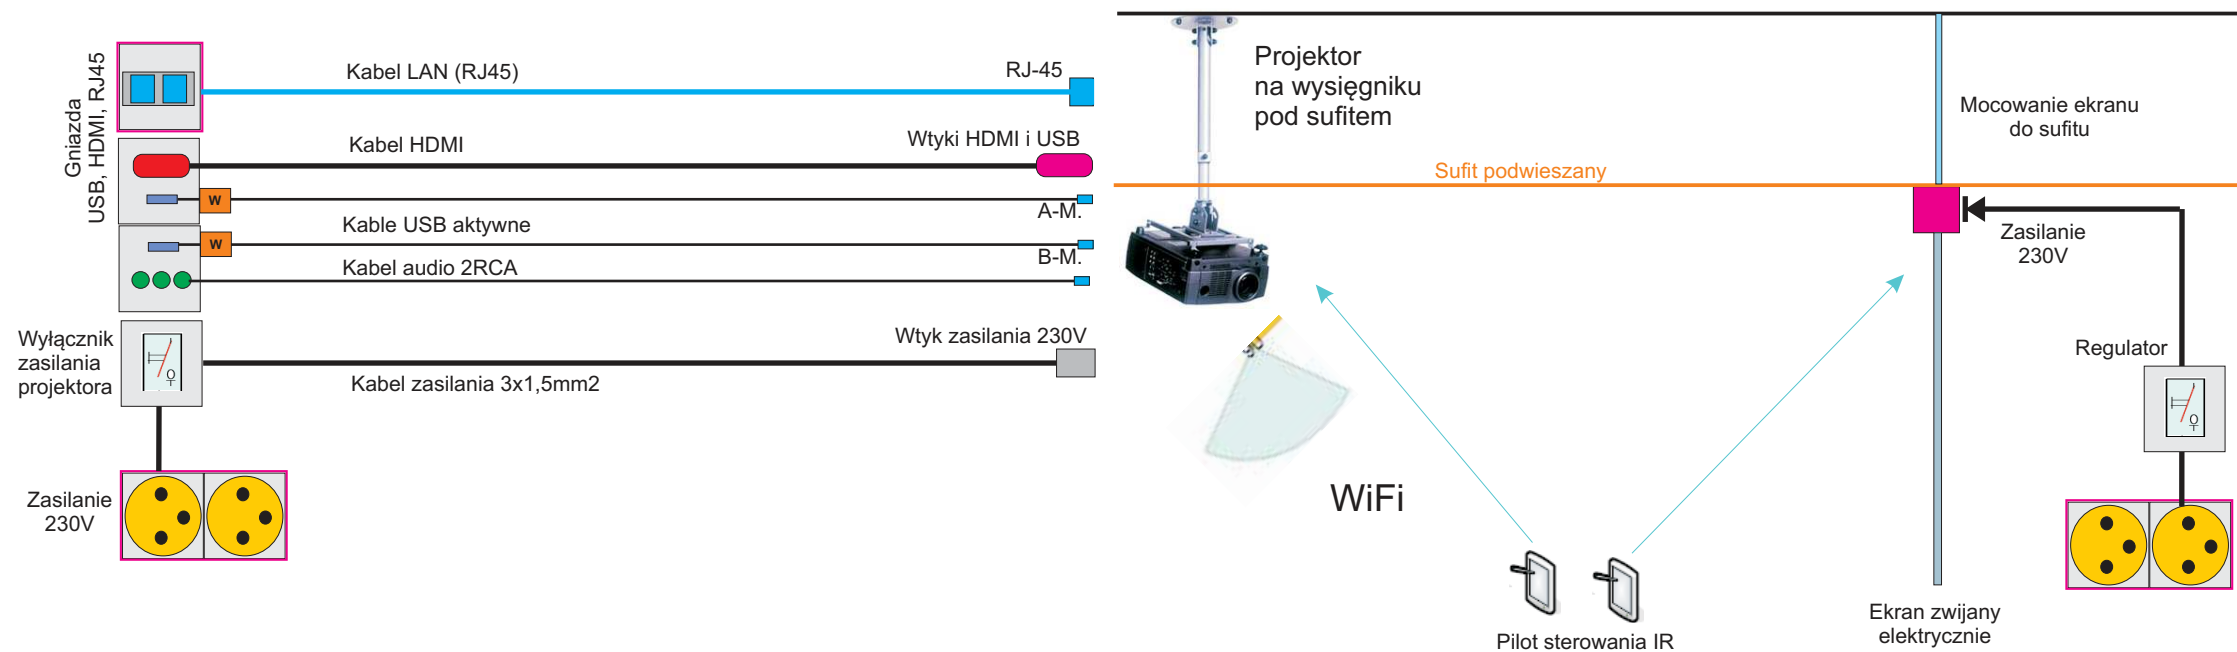 Gniazda
USB, HDMI, RJ45
Kabel LAN (RJ45)
RJ-45
Kabel HDMI
Wtyki HDMI i USB
W
A-M.
Kable USB aktywne
W
B-M.
Kabel audio 2RCA
Wyłącznik
zasilania
projektora
Wtyk zasilania 230V
Kabel zasilania 3x1,5mm2
Zasilanie
230V
Projektor
na wysięgniku
pod sufitem
Mocowanie ekranu
do sufitu
Sufit podwieszany
Zasilanie
230V
Regulator
WiFi
Pilot sterowania IR
Ekran zwijany
elektrycznie